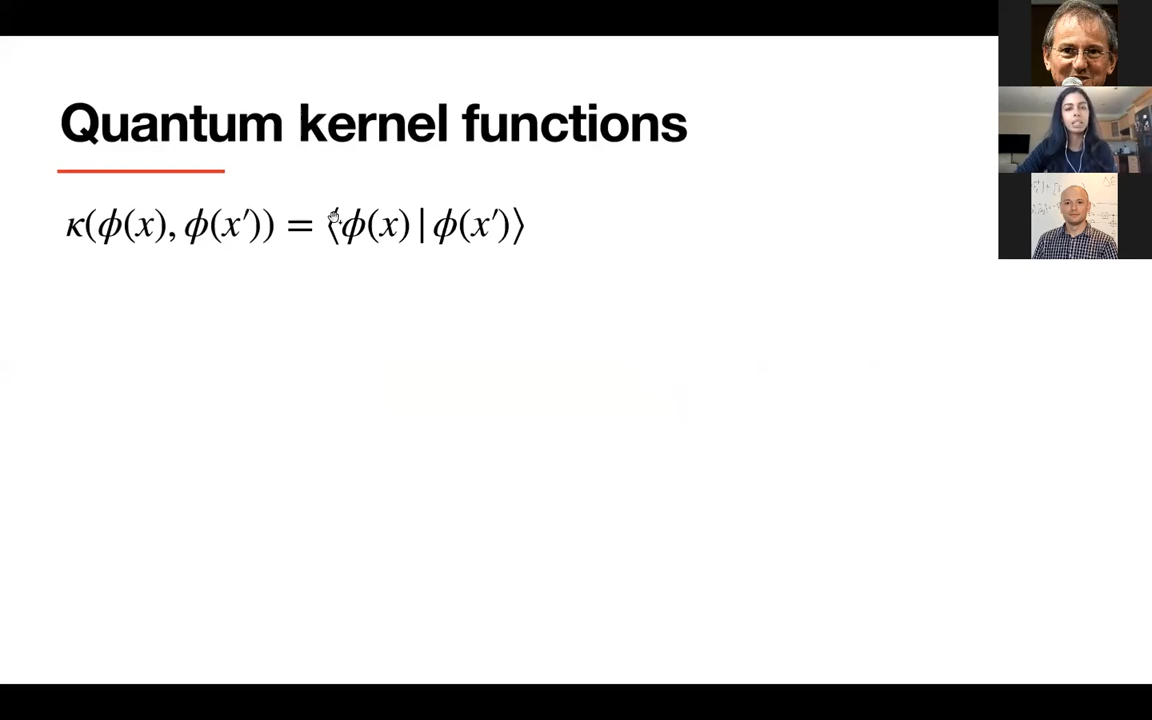 Quantum kernel functions
κ(ϕ(x), ϕ(x′)) = ⟨ϕ(x) | ϕ(x′)⟩